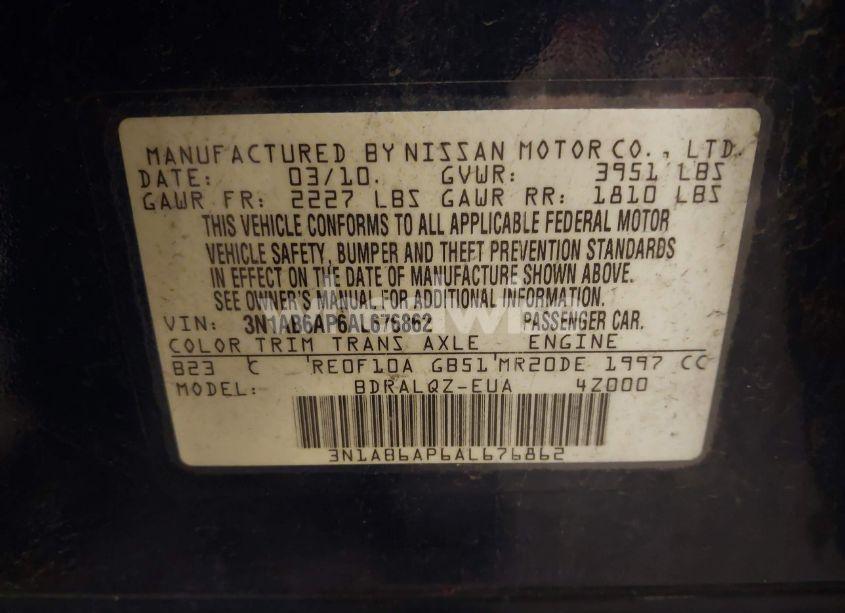 MANUFACTURED BY NISSAN MOTOR CO., LTD.
DATE: 03/10. GVWR: 3951 LBS
GAWR FR: 2227 LBS GAWR RR: 1810 LBS
THIS VEHICLE CONFORMS TO ALL APPLICABLE FEDERAL MOTOR
VEHICLE SAFETY, BUMPER AND THEFT PREVENTION STANDARDS
IN EFFECT ON THE DATE OF MANUFACTURE SHOWN ABOVE.
SEE OWNER'S MANUAL FOR ADDITIONAL INFORMATION.
VIN: 3N1AB6AP6AL676862 PASSENGER CAR.
COLOR TRIM TRANS AXLE ENGINE
B23 C RE0F10A GB51 MR20DE 1997 CC
MODEL: BDRALQZ-EUA 4Z000
3N1AB6AP6AL676862